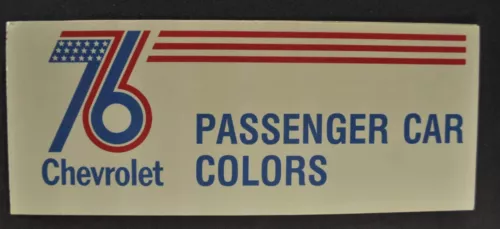 76
Chevrolet
PASSENGER CAR
COLORS